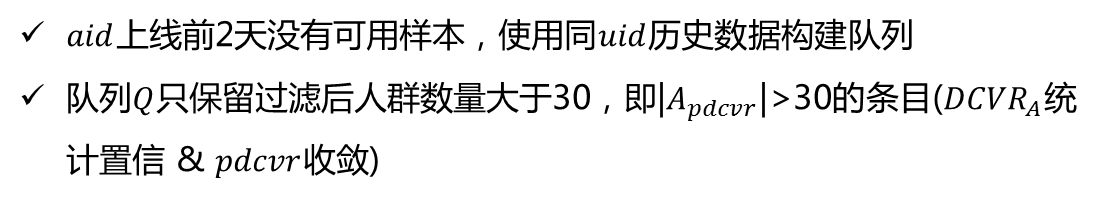 ✓ aid上线前2天没有可用样本，使用同uid历史数据构建队列
✓ 队列Q只保留过滤后人群数量大于30，即|A_{pdcvr}|>30的条目(DCVR_A统
计置信 & pdcvr收敛)